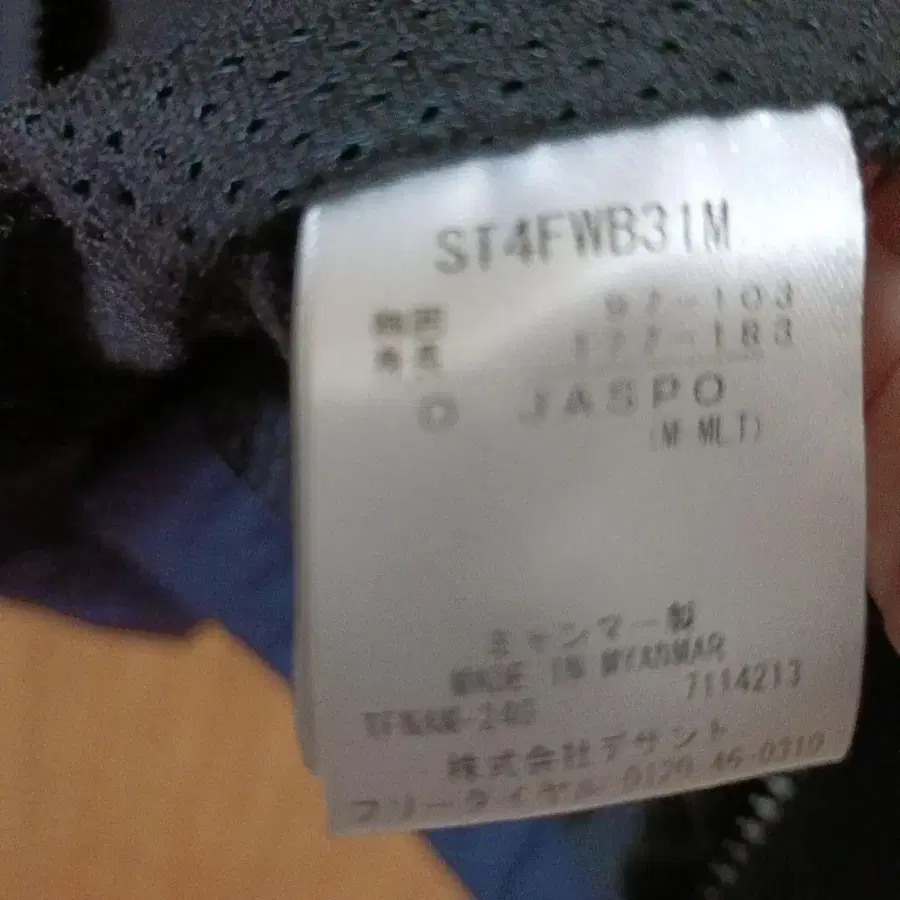 ST4FWB31M
胸囲 97-103
身長 177-183
O JASPO
(M-MLT)
ミャンマー製
MADE IN MYANMAR
7114213
株式会社デサント
フリーダイヤル 0120-46-0310